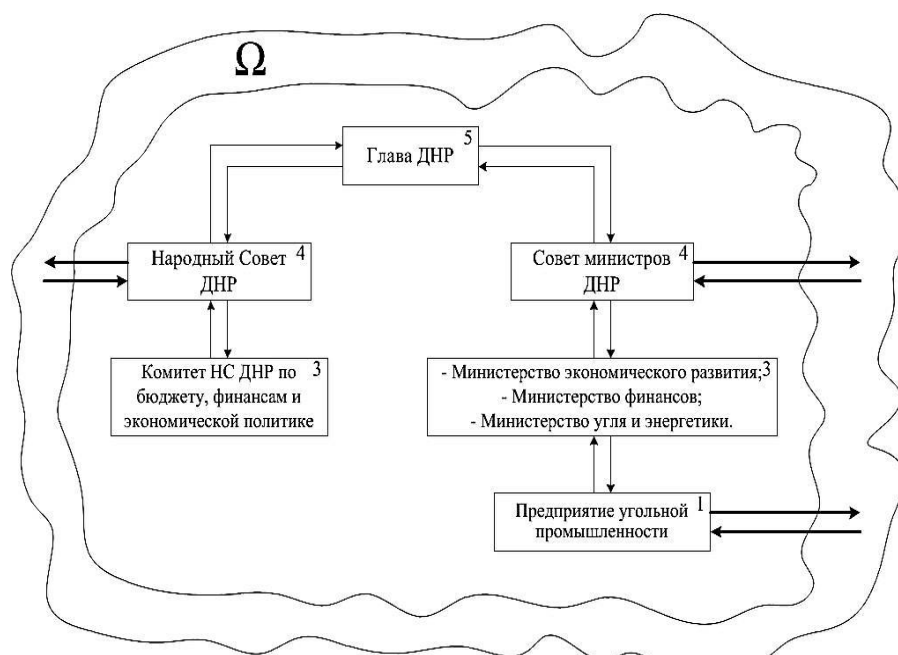 Ω
Глава ДНР 5
Народный Совет 4
ДНР
Совет министров 4
ДНР
Комитет НС ДНР по 3
бюджету, финансам и
экономической политике
- Министерство экономического развития; 3
- Министерство финансов;
- Министерство угля и энергетики.
Предприятие угольной 1
промышленности